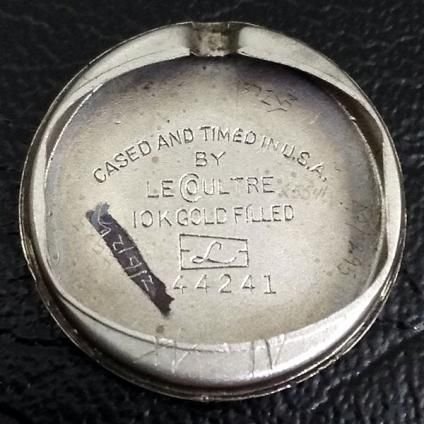 CASED AND TIMED IN U.S.A.
BY
LECOULTRE
10K GOLD FILLED
L
44241